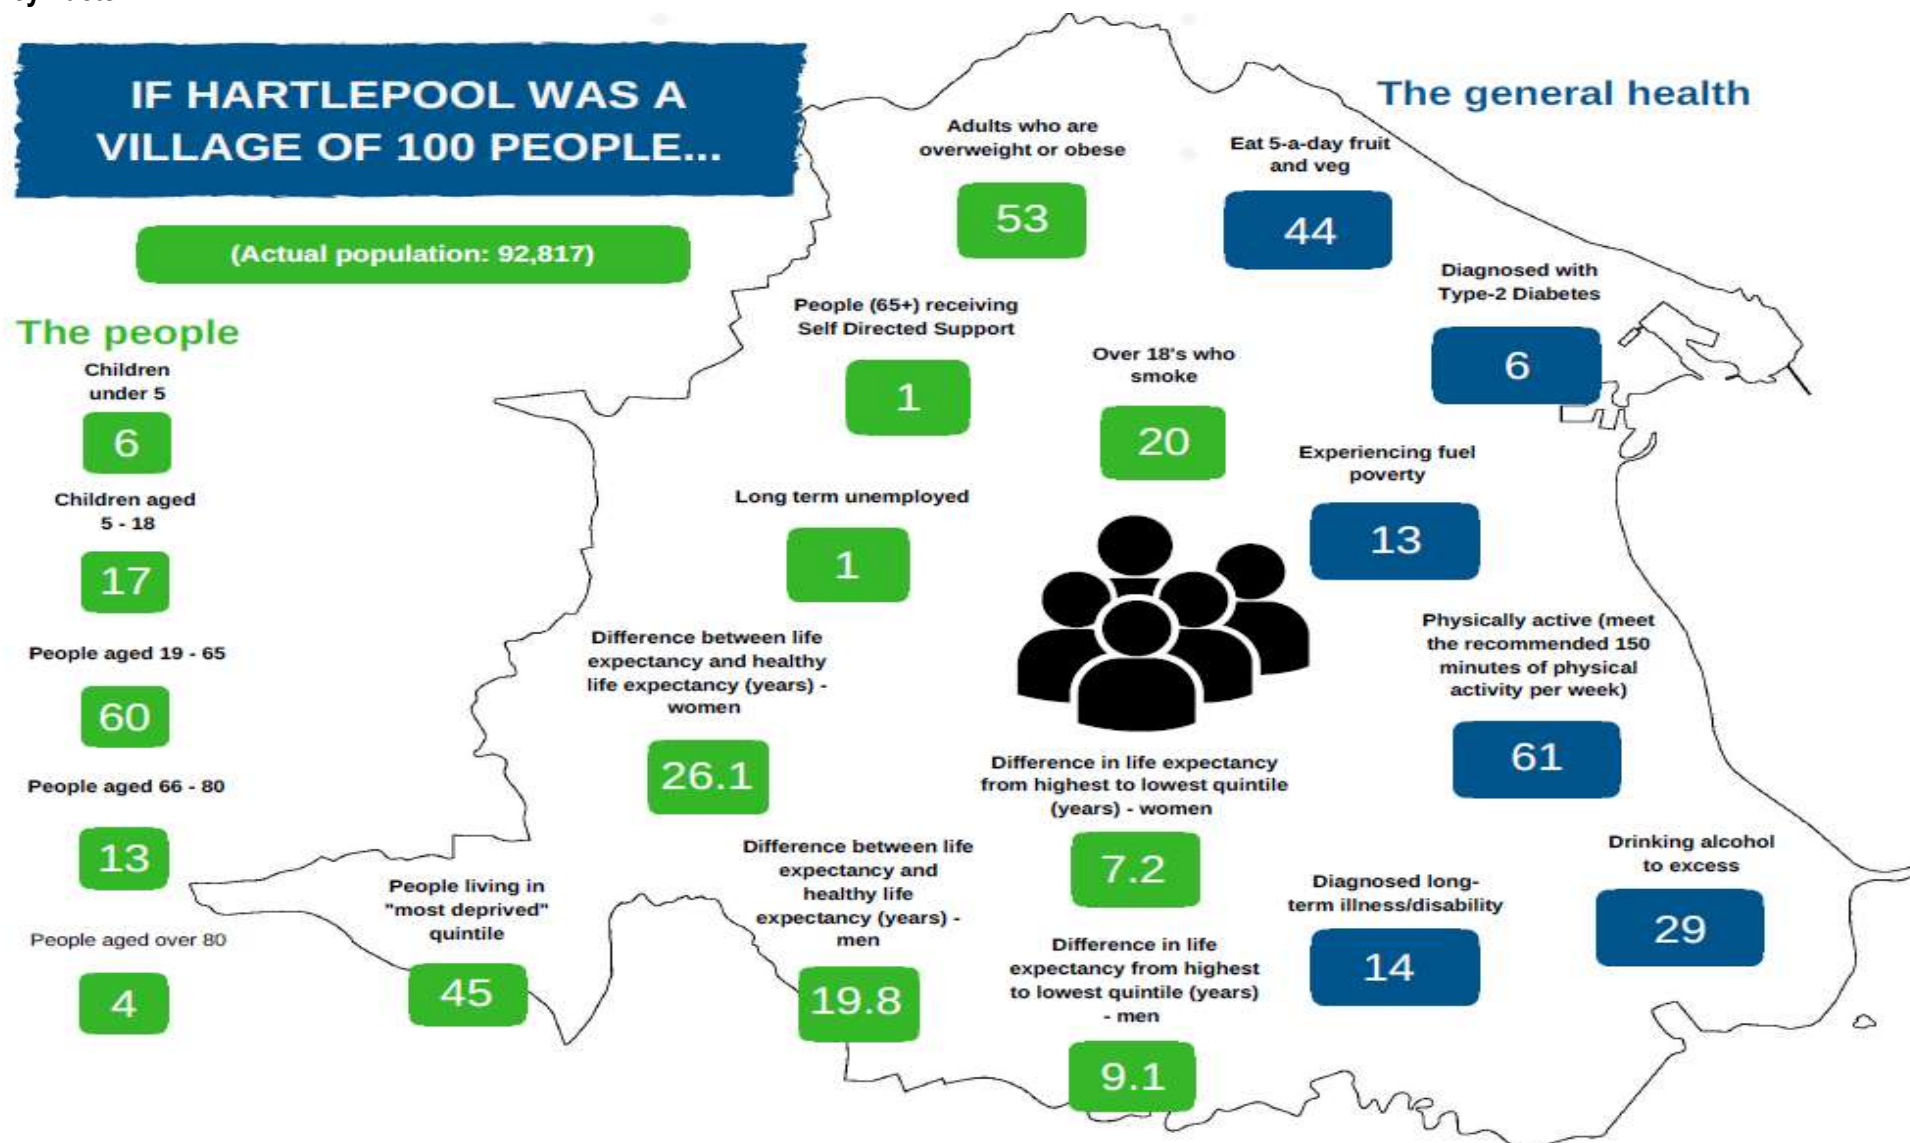 IF HARTLEPOOL WAS A
VILLAGE OF 100 PEOPLE...
(Actual population: 92,817)
The people
Children
under 5
6
Children aged
5 - 18
17
People aged 19 - 65
60
People aged 66 - 80
13
People aged over 80
4
The general health
Adults who are
overweight or obese
53
Eat 5-a-day fruit
and veg
44
Diagnosed with
Type-2 Diabetes
6
People (65+) receiving
Self Directed Support
1
Over 18's who
smoke
20
Experiencing fuel
poverty
13
Long term unemployed
1
Physically active (meet
the recommended 150
minutes of physical
activity per week)
61
Difference between life
expectancy and healthy
life expectancy (years) -
women
26.1
Difference in life expectancy
from highest to lowest quintile
(years) - women
7.2
Drinking alcohol
to excess
29
Difference between life
expectancy and
healthy life
expectancy (years) -
men
19.8
Diagnosed long-
term illness/disability
14
People living in
"most deprived"
quintile
45
Difference in life
expectancy from highest
to lowest quintile (years)
- men
9.1